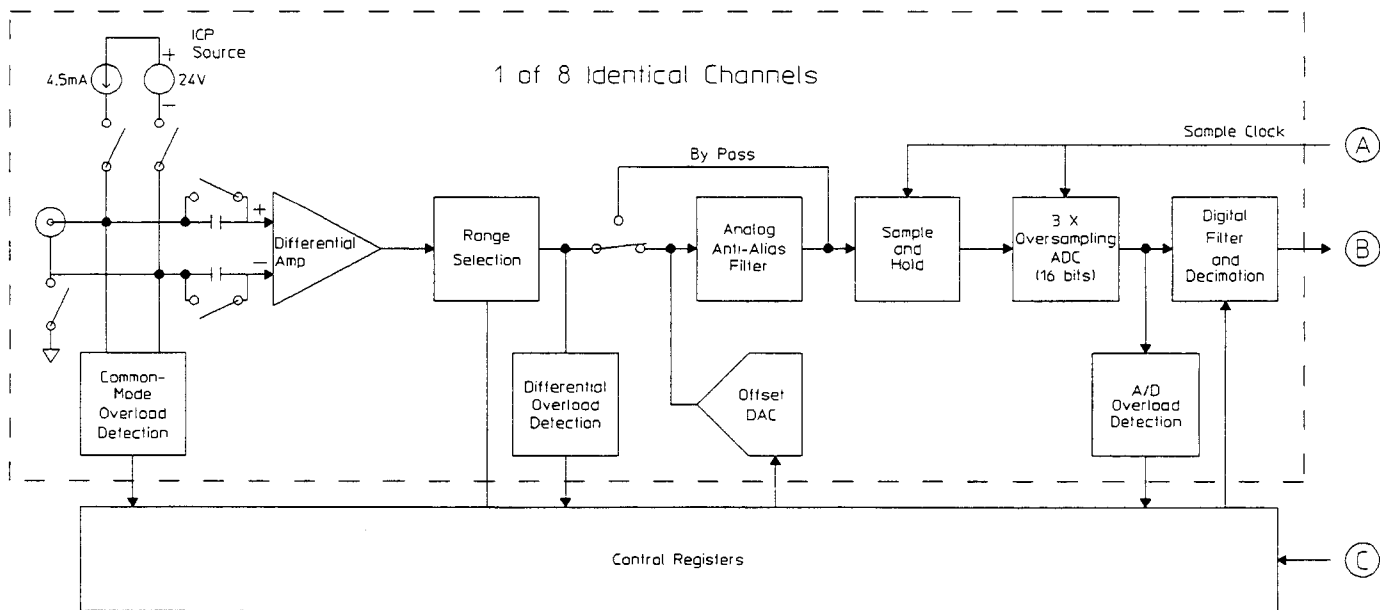 ICP
Source
+
4.5mA
24V
−
1 of 8 Identical Channels
Sample Clock
A
By Pass
+
−
Differential
Amp
Range
Selection
Analog
Anti-Alias
Filter
Sample
and
Hold
3 X
Oversampling
ADC
(16 bits)
Digital
Filter
and
Decimation
B
Common-
Mode
Overload
Detection
Differential
Overload
Detection
Offset
DAC
A/D
Overload
Detection
Control Registers
C